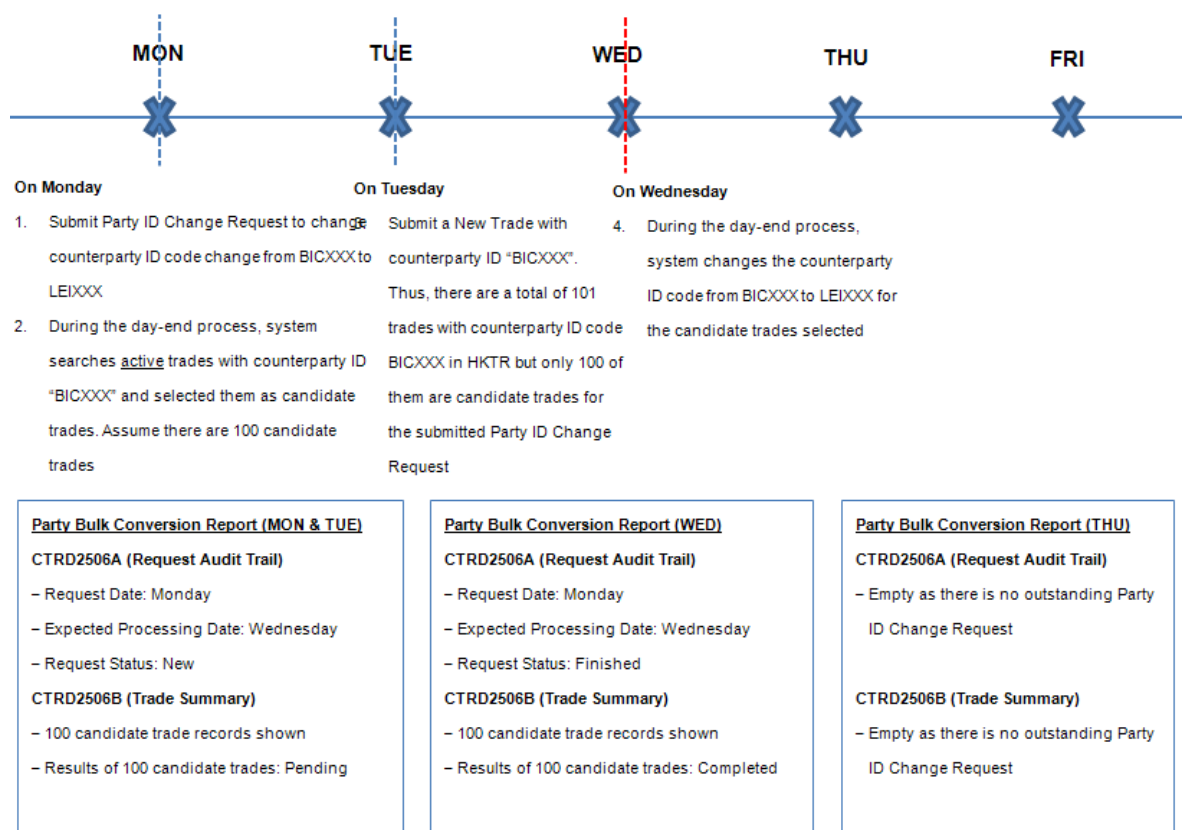 MON
TUE
WED
THU
FRI
On Monday
1. Submit Party ID Change Request to change
counterparty ID code change from BICXXX to
LEIXXX
2. During the day-end process, system
searches active trades with counterparty ID
“BICXXX” and selected them as candidate
trades. Assume there are 100 candidate
trades
On Tuesday
3. Submit a New Trade with
counterparty ID “BICXXX”.
Thus, there are a total of 101
trades with counterparty ID code
BICXXX in HKTR but only 100 of
them are candidate trades for
the submitted Party ID Change
Request
On Wednesday
4. During the day-end process,
system changes the counterparty
ID code from BICXXX to LEIXXX for
the candidate trades selected
Party Bulk Conversion Report (MON & TUE)
CTRD2506A (Request Audit Trail)
– Request Date: Monday
– Expected Processing Date: Wednesday
– Request Status: New
CTRD2506B (Trade Summary)
– 100 candidate trade records shown
– Results of 100 candidate trades: Pending
Party Bulk Conversion Report (WED)
CTRD2506A (Request Audit Trail)
– Request Date: Monday
– Expected Processing Date: Wednesday
– Request Status: Finished
CTRD2506B (Trade Summary)
– 100 candidate trade records shown
– Results of 100 candidate trades: Completed
Party Bulk Conversion Report (THU)
CTRD2506A (Request Audit Trail)
– Empty as there is no outstanding Party
ID Change Request
CTRD2506B (Trade Summary)
– Empty as there is no outstanding Party
ID Change Request